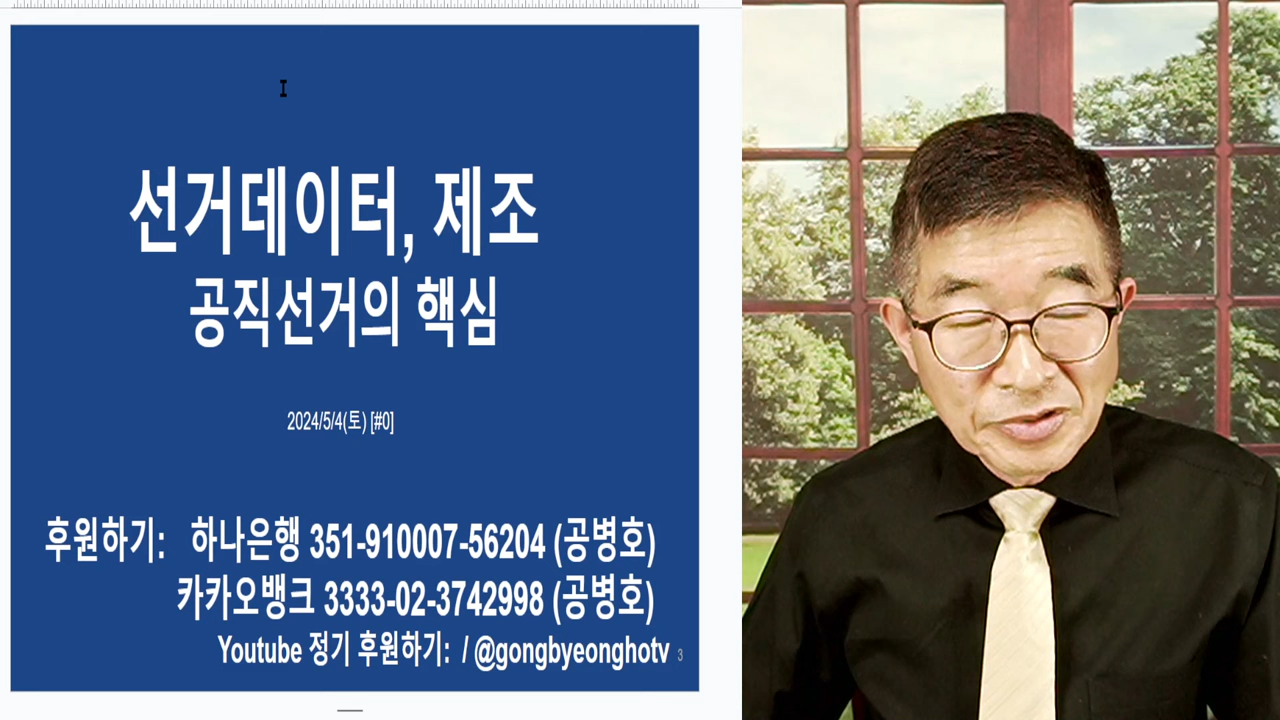 선거데이터, 제조
공직선거의 핵심
2024/5/4(토) [#0]
후원하기: 하나은행 351-910007-56204 (공병호)
카카오뱅크 3333-02-3742998 (공병호)
Youtube 정기 후원하기: / @gongbyeonghotv
3